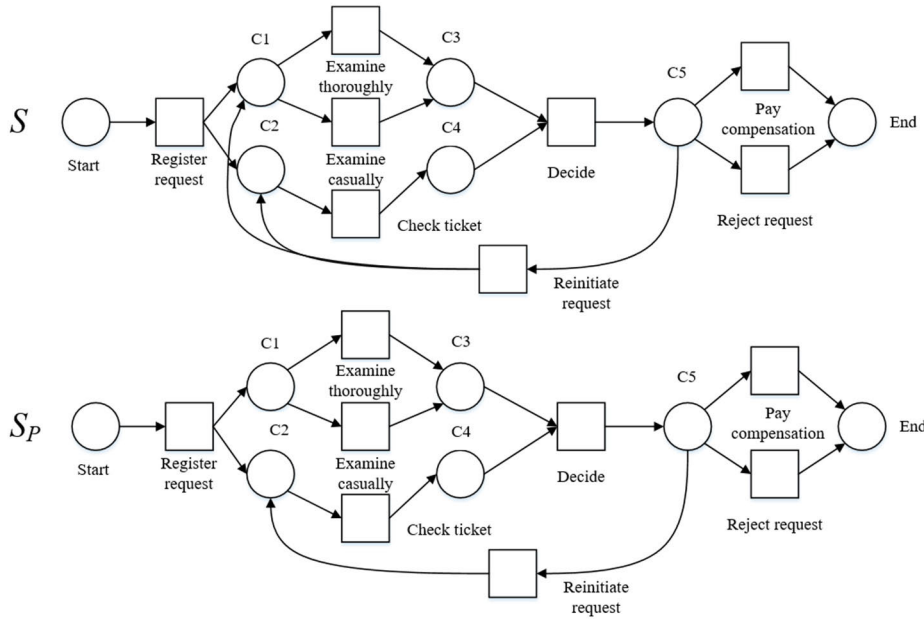 C1
C3
Examine
thoroughly
C5
C2
C4
S
Pay
compensation
End
Start
Register
request
Examine
casually
Decide
Check ticket
Reject request
Reinitiate
request
C1
C3
Examine
thoroughly
C5
C2
C4
SP
Pay
compensation
End
Start
Register
request
Examine
casually
Decide
Check ticket
Reject request
Reinitiate
request